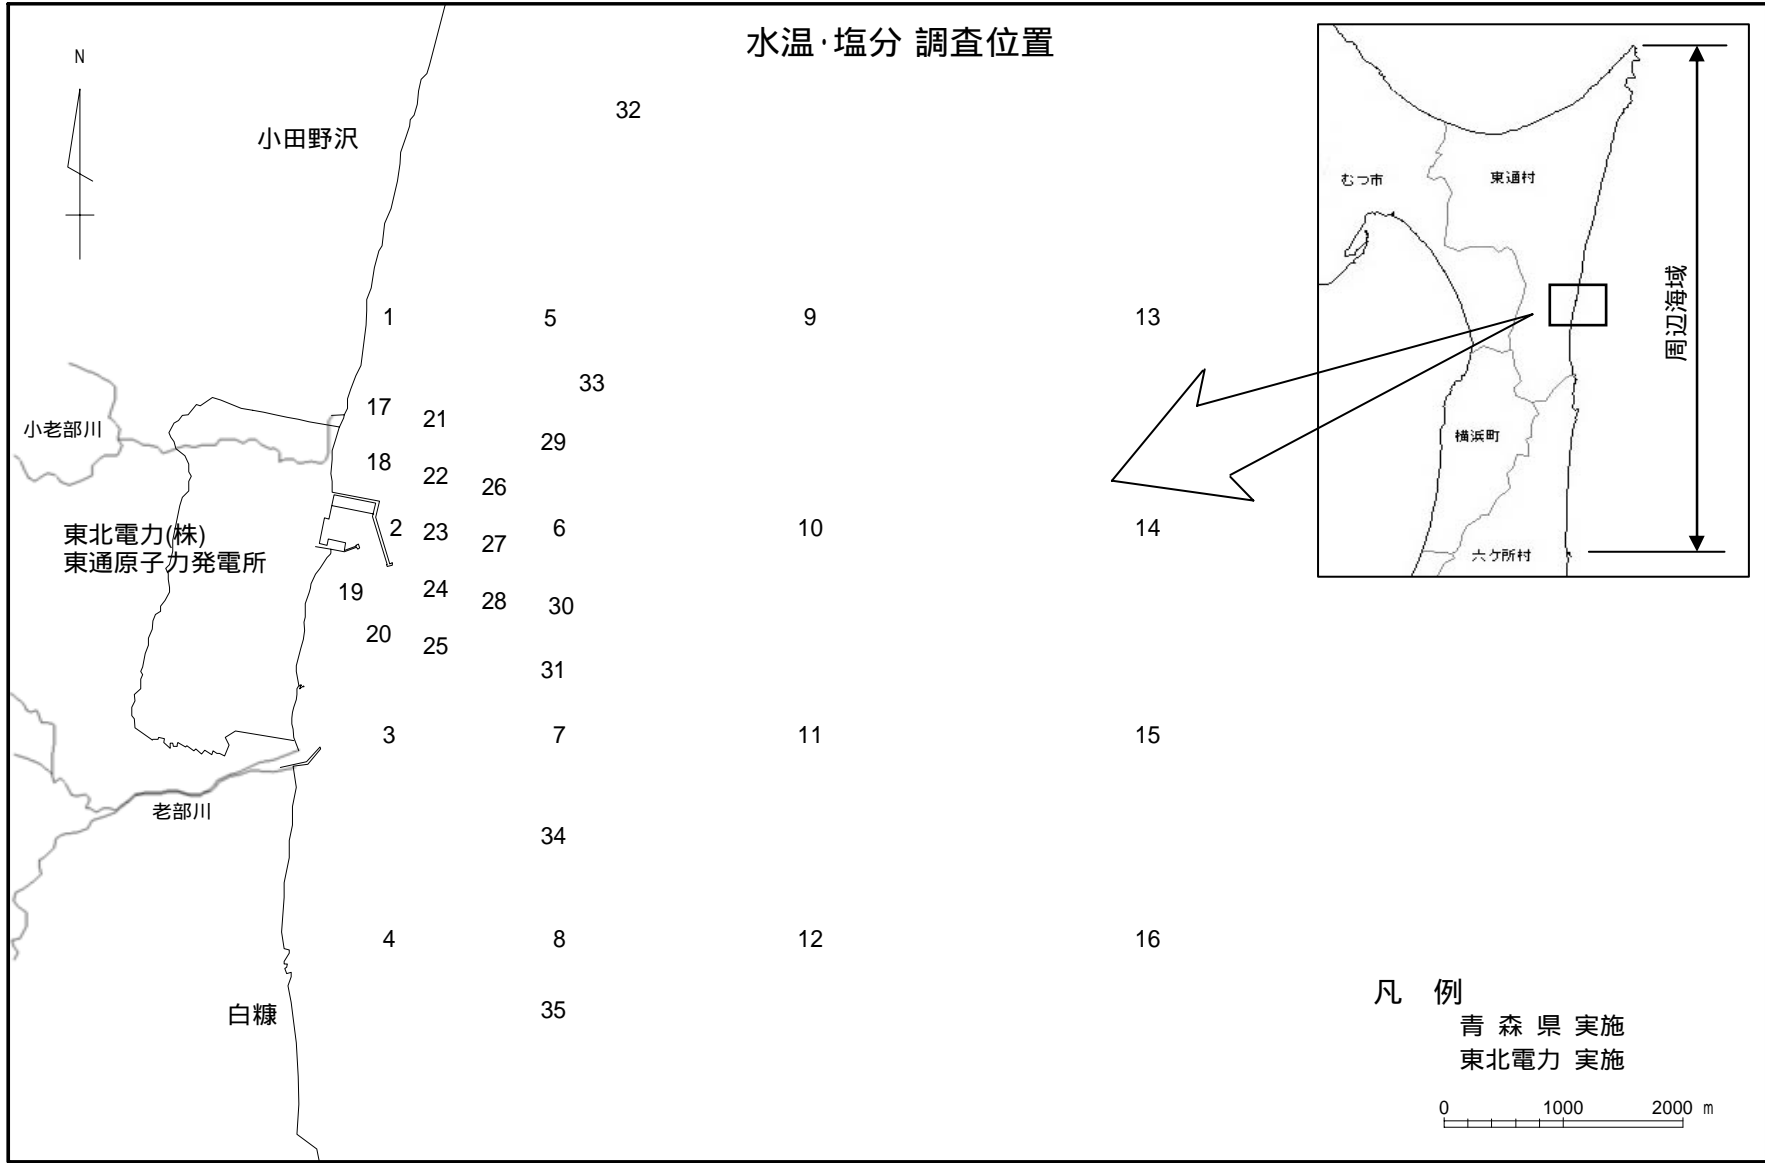 水温・塩分 調査位置
N
小田野沢
32
むつ市
東通村
周辺海域
横浜町
六ケ所村
1
5
9
13
33
17
21
小老部川
29
18
22
26
東北電力(株)
東通原子力発電所
2
23
27
6
10
14
19
24
28
30
20
25
31
3
7
11
15
老部川
34
4
8
12
16
白糠
35
凡 例
青 森 県 実施
東北電力 実施
0 1000 2000 m